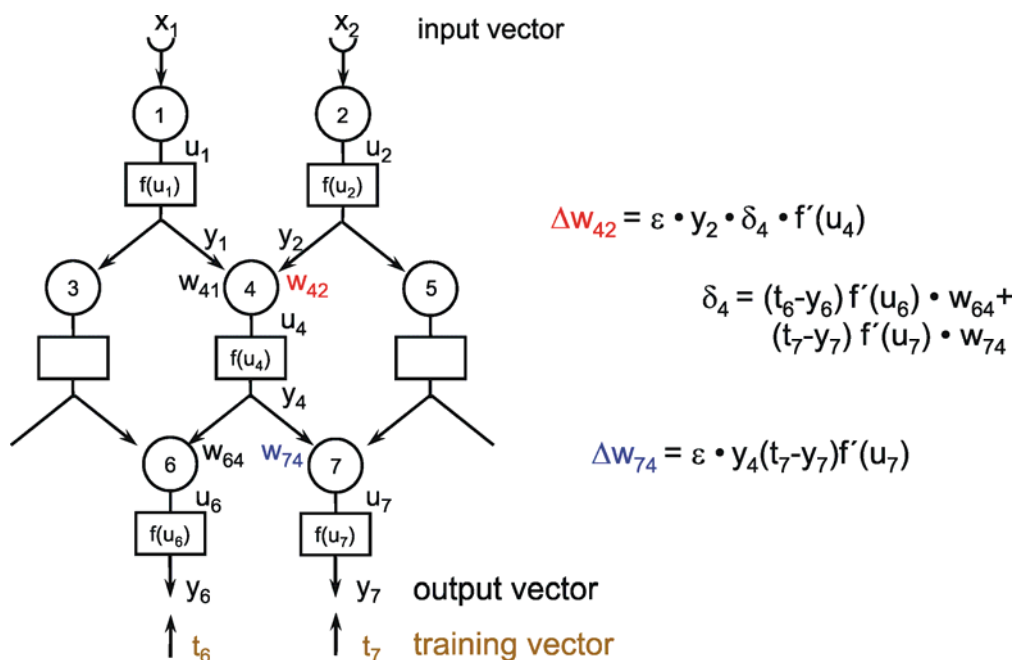 x₁ x₂ input vector
1 2
u₁ u₂
f(u₁) f(u₂)
Δw₄₂ = ε • y₂ • δ₄ • f´(u₄)
y₁ y₂
3 w₄₁ 4 w₄₂ 5
δ₄ = (t₆-y₆) f´(u₆) • w₆₄+
u₄
(t₇-y₇) f´(u₇) • w₇₄
f(u₄)
y₄
6 w₆₄ w₇₄ 7
Δw₇₄ = ε • y₄(t₇-y₇)f´(u₇)
u₆ u₇
f(u₆) f(u₇)
y₆ y₇ output vector
t₆ t₇ training vector